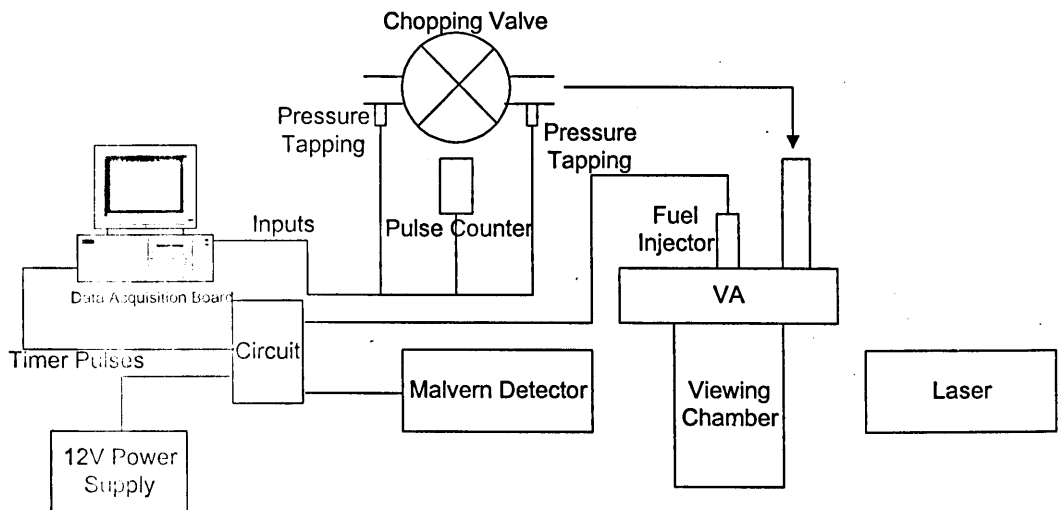 Chopping Valve
Pressure
Tapping
Pressure
Tapping
Inputs
Pulse Counter
Fuel
Injector
VA
Data Acquisition Board
Timer Pulses
Circuit
Malvern Detector
Viewing
Chamber
Laser
12V Power
Supply